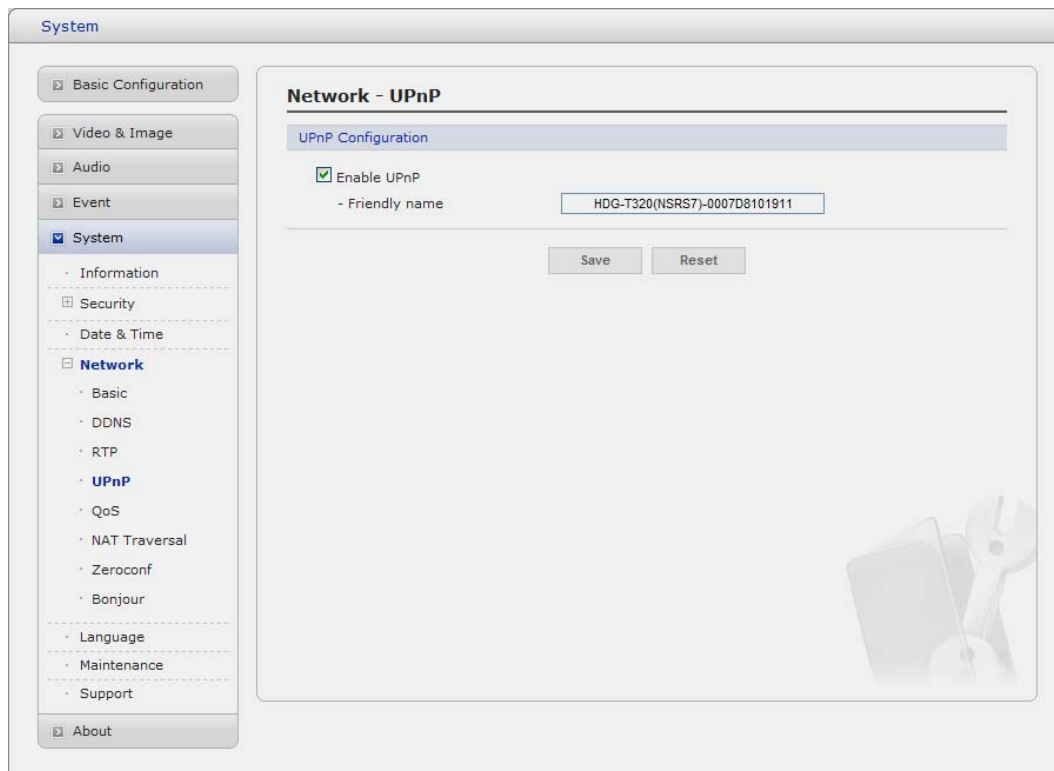 System
Basic Configuration
Video & Image
Audio
Event
System
Information
Security
Date & Time
Network
Basic
DDNS
RTP
UPnP
QoS
NAT Traversal
Zeroconf
Bonjour
Language
Maintenance
Support
About
Network - UPnP
UPnP Configuration
Enable UPnP
- Friendly name HDG-T320(NSRS7)-0007D8101911
Save Reset